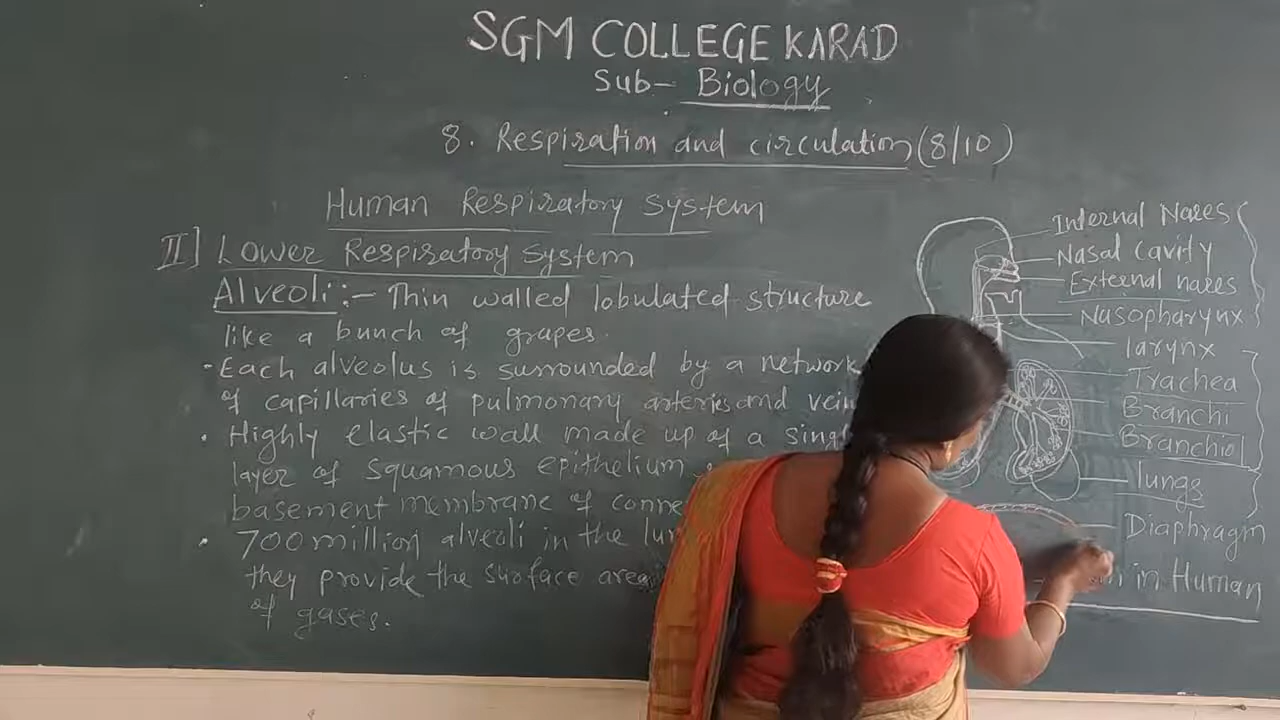 SGM COLLEGE KARAD
Sub- Biology
8. Respiration and circulation (8/10)
Human Respiratory System
II] Lower Respiratory System
Alveoli :- Thin walled lobulated structure
like a bunch of grapes.
- Each alveolus is surrounded by a network
of capillaries of pulmonary arteries and vein
• Highly elastic wall made up of a
layer of squamous epithelium
basement membrane of
• 700 million alveoli in the
they provide the surface area
of gases.
Internal Nares
Nasal cavity
External nares
Nasopharynx
larynx
Trachea
Branchi
Branchiol
lungs
Diaphragm
in Human